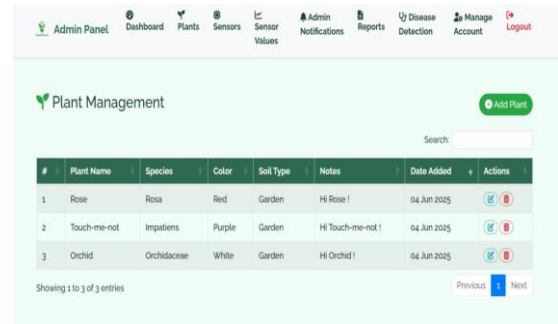 Admin Panel
Dashboard
Plants
Sensors
Sensor
Values
Admin
Notifications
Reports
Disease
Detection
Manage
Account
Logout
Plant Management
Add Plant
Search:
# Plant Name Species Color Soil Type Notes Date Added Actions
1 Rose Rosa Red Garden Hi Rose ! 04 Jun 2025
2 Touch-me-not Impatiens Purple Garden Hi Touch-me-not ! 04 Jun 2025
3 Orchid Orchidaceae White Garden Hi Orchid ! 04 Jun 2025
Showing 1 to 3 of 3 entries
Previous 1 Next